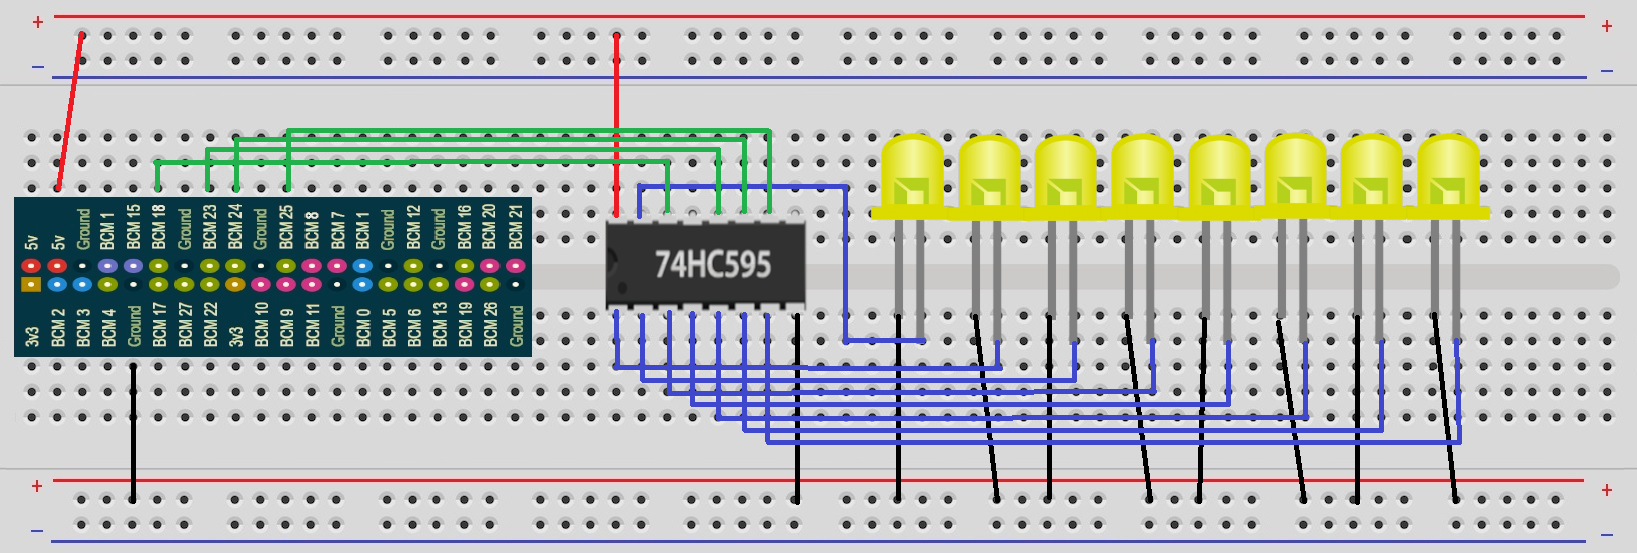 + +
− −
5v 5v Ground BCM 1 BCM 15 BCM 18 Ground BCM 23 BCM 24 Ground BCM 25 BCM 8 BCM 7 BCM 1 Ground BCM 12 Ground BCM 16 BCM 20 BCM 21
74HC595
3v3 BCM 2 BCM 3 BCM 4 Ground BCM 17 BCM 27 BCM 22 3v3 BCM 10 BCM 9 BCM 11 Ground BCM 0 BCM 5 BCM 6 BCM 13 BCM 19 BCM 26 Ground
+ +
− −